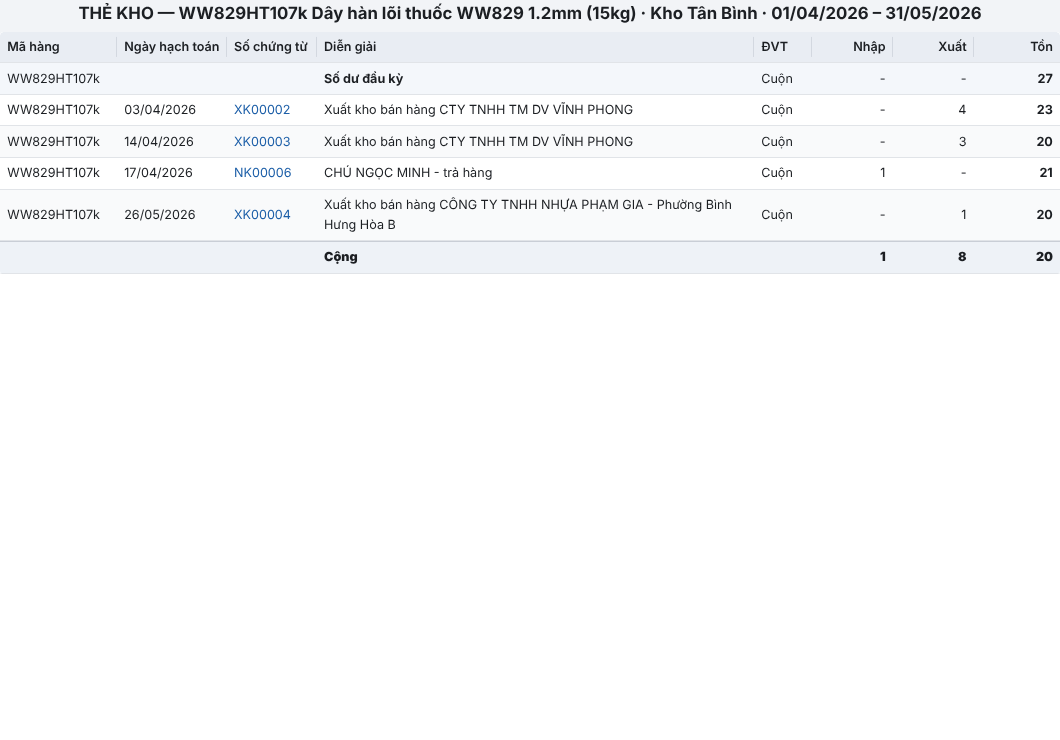 THẺ KHO — WW829HT107k Dây hàn lõi thuốc WW829 1.2mm (15kg) · Kho Tân Bình · 01/04/2026 – 31/05/2026
Mã hàng Ngày hạch toán Số chứng từ Diễn giải ĐVT Nhập Xuất Tồn
WW829HT107k Số dư đầu kỳ Cuộn - - 27
WW829HT107k 03/04/2026 XK00002 Xuất kho bán hàng CTY TNHH TM DV VĨNH PHONG Cuộn - 4 23
WW829HT107k 14/04/2026 XK00003 Xuất kho bán hàng CTY TNHH TM DV VĨNH PHONG Cuộn - 3 20
WW829HT107k 17/04/2026 NK00006 CHÚ NGỌC MINH - trả hàng Cuộn 1 - 21
WW829HT107k 26/05/2026 XK00004 Xuất kho bán hàng CÔNG TY TNHH NHỰA PHẠM GIA - Phường Bình
Hưng Hòa B Cuộn - 1 20
Cộng 1 8 20